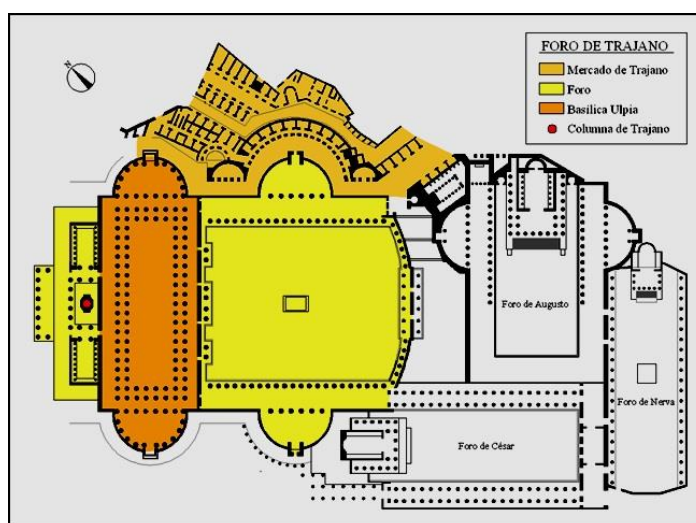 N
FORO DE TRAJANO
Mercado de Trajano
Foro
Basílica Ulpia
Columna de Trajano
Foro de Augusto
Foro de Nerva
Foro de César